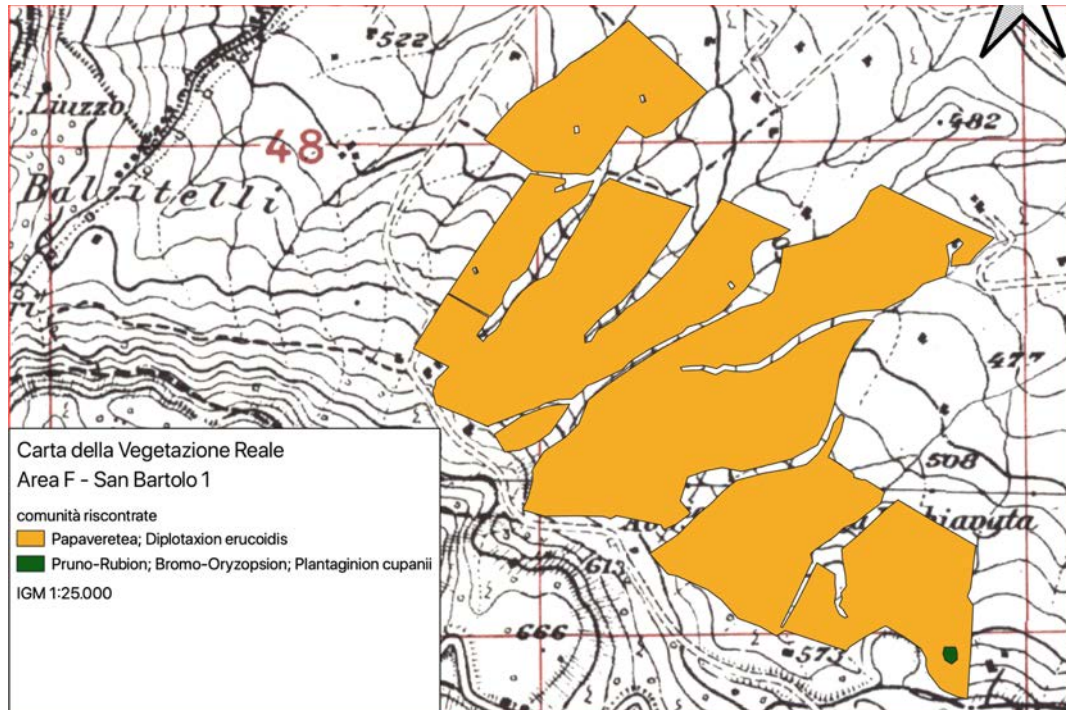 522
Liuzzo
482
48
Balzitelli
477
Carta della Vegetazione Reale
Area F - San Bartolo 1
comunità riscontrate
Papaveretea; Diplotaxion erucoidis
Pruno-Rubion; Bromo-Oryzopsion; Plantaginion cupanii
IGM 1:25.000
508
613
666
573